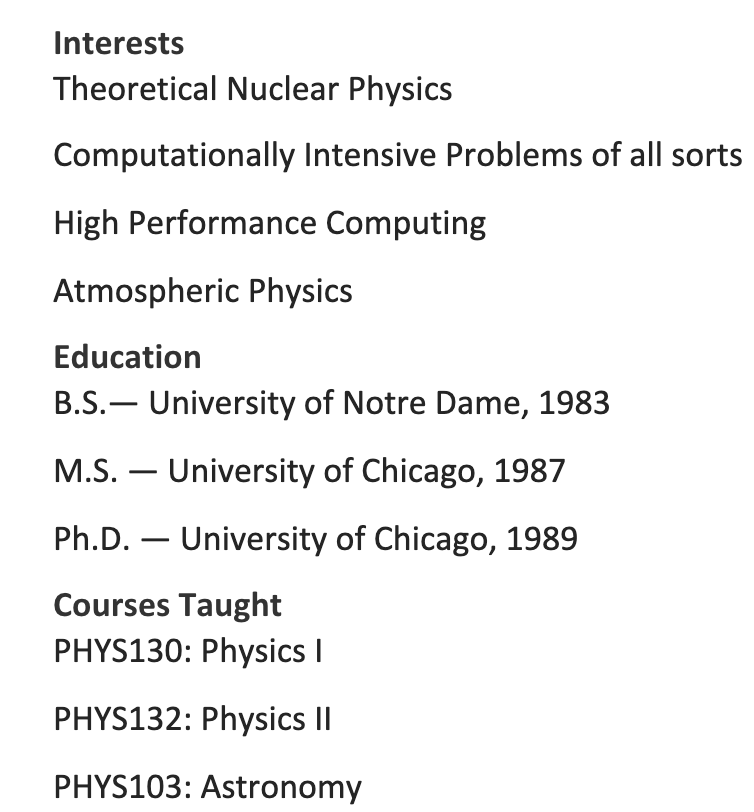 Interests
Theoretical Nuclear Physics
Computationally Intensive Problems of all sorts
High Performance Computing
Atmospheric Physics
Education
B.S.— University of Notre Dame, 1983
M.S. — University of Chicago, 1987
Ph.D. — University of Chicago, 1989
Courses Taught
PHYS130: Physics I
PHYS132: Physics II
PHYS103: Astronomy